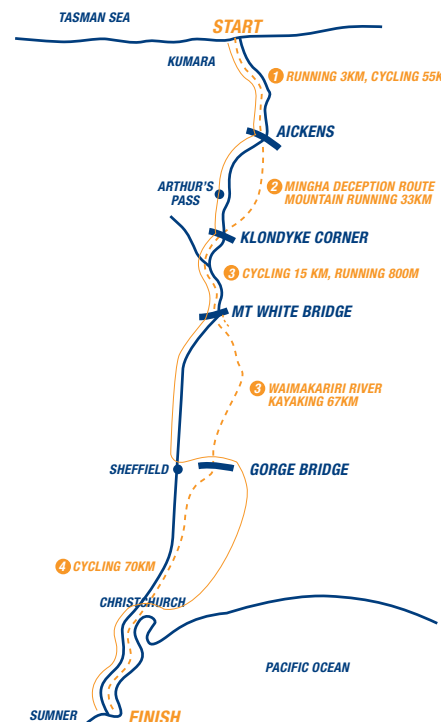 TASMAN SEA
START
KUMARA
1 RUNNING 3KM, CYCLING 55K
AICKENS
ARTHUR'S
PASS
2 MINGHA DECEPTION ROUTE
MOUNTAIN RUNNING 33KM
KLONDYKE CORNER
3 CYCLING 15 KM, RUNNING 800M
MT WHITE BRIDGE
3 WAIMAKARIRI RIVER
KAYAKING 67KM
SHEFFIELD
GORGE BRIDGE
4 CYCLING 70KM
CHRISTCHURCH
PACIFIC OCEAN
SUMNER
FINISH